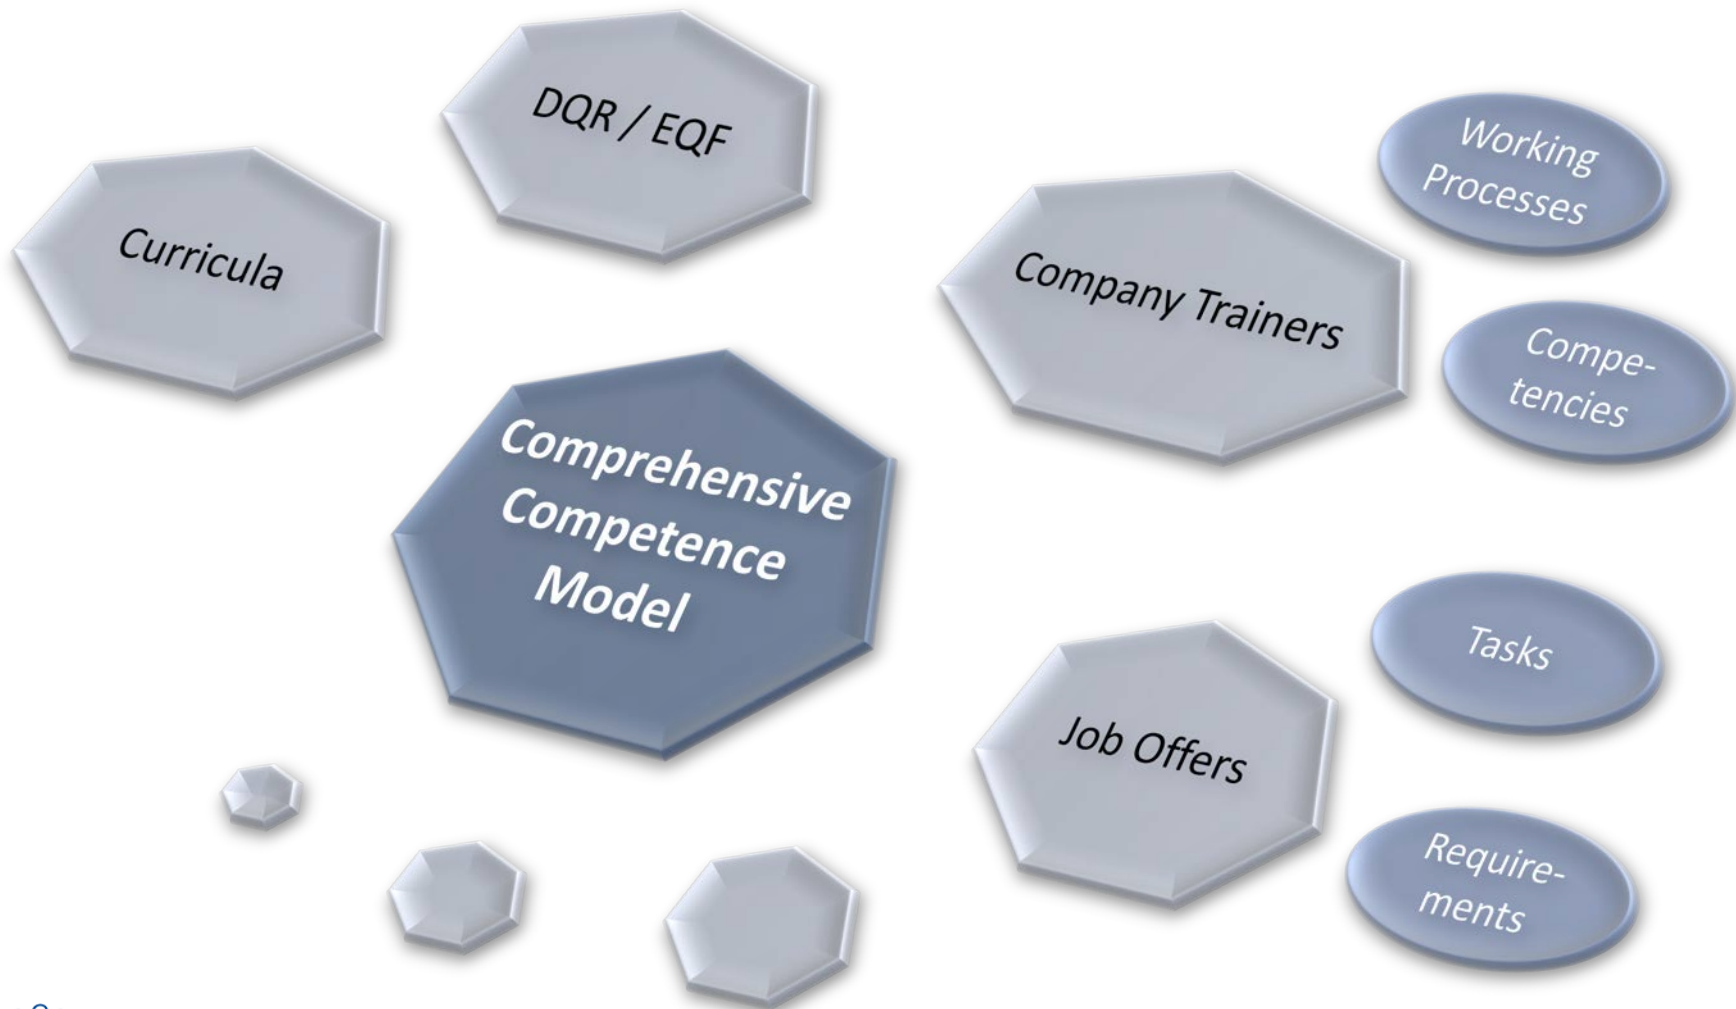 DQR / EQF
Curricula
Company Trainers
Working
Processes
Compe-
tencies
Comprehensive
Competence
Model
Tasks
Job Offers
Require-
ments